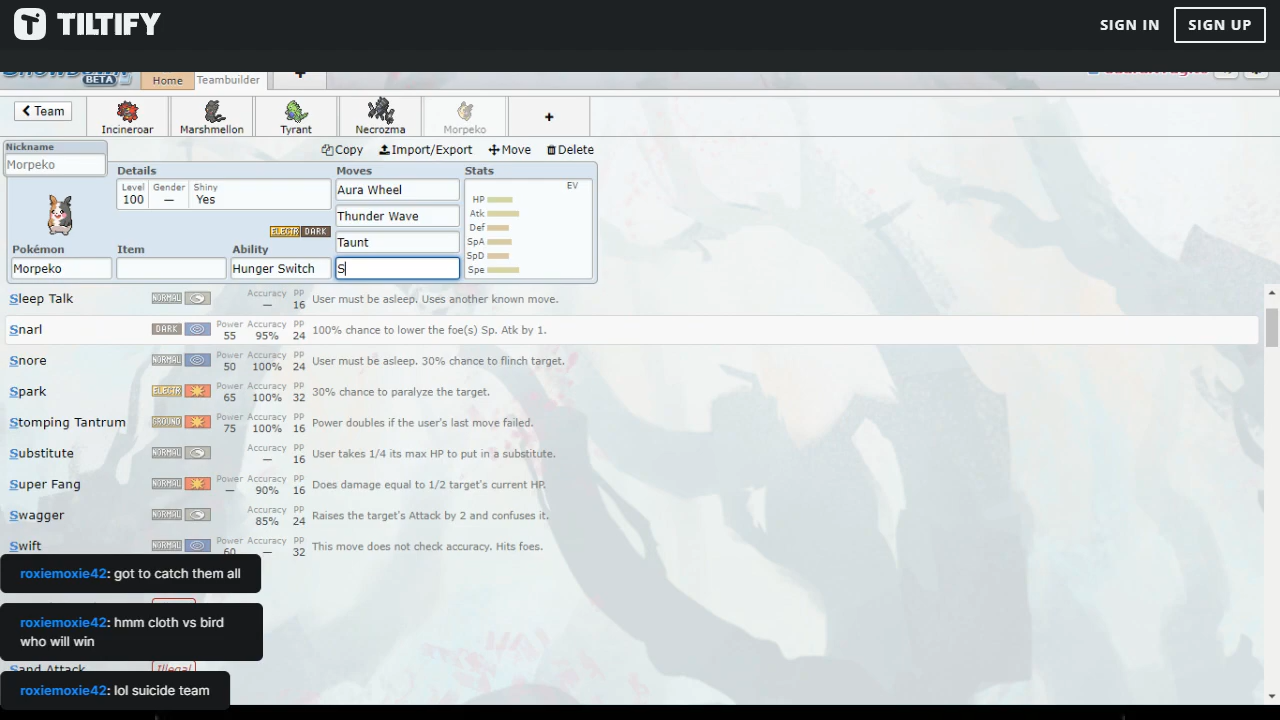 TILTIFY
SIGN IN
SIGN UP
BETA
Home
Teambuilder
+
Team
Incineroar
Marshmellon
Tyrant
Necrozma
Morpeko
+
Nickname
Morpeko
Copy
Import/Export
Move
Delete
Details
Level Gender Shiny
100 — Yes
ELECTR DARK
Pokémon
Morpeko
Item
Ability
Hunger Switch
Moves
Aura Wheel
Thunder Wave
Taunt
S
Stats
EV
HP
Atk
Def
SpA
SpD
Spe
Sleep Talk NORMAL Accuracy — PP 16 User must be asleep. Uses another known move.
Snarl DARK Power 55 Accuracy 95% PP 24 100% chance to lower the foe(s) Sp. Atk by 1.
Snore NORMAL Power 50 Accuracy 100% PP 24 User must be asleep. 30% chance to flinch target.
Spark ELECTR Power 65 Accuracy 100% PP 32 30% chance to paralyze the target.
Stomping Tantrum GROUND Power 75 Accuracy 100% PP 16 Power doubles if the user's last move failed.
Substitute NORMAL Accuracy — PP 16 User takes 1/4 its max HP to put in a substitute.
Super Fang NORMAL Power — Accuracy 90% PP 16 Does damage equal to 1/2 target's current HP.
Swagger NORMAL Accuracy 85% PP 24 Raises the target's Attack by 2 and confuses it.
Swift NORMAL Power 60 Accuracy — PP 32 This move does not check accuracy. Hits foes.
roxiemoxie42: got to catch them all
roxiemoxie42: hmm cloth vs bird
who will win
Sand Attack Illegal
roxiemoxie42: lol suicide team